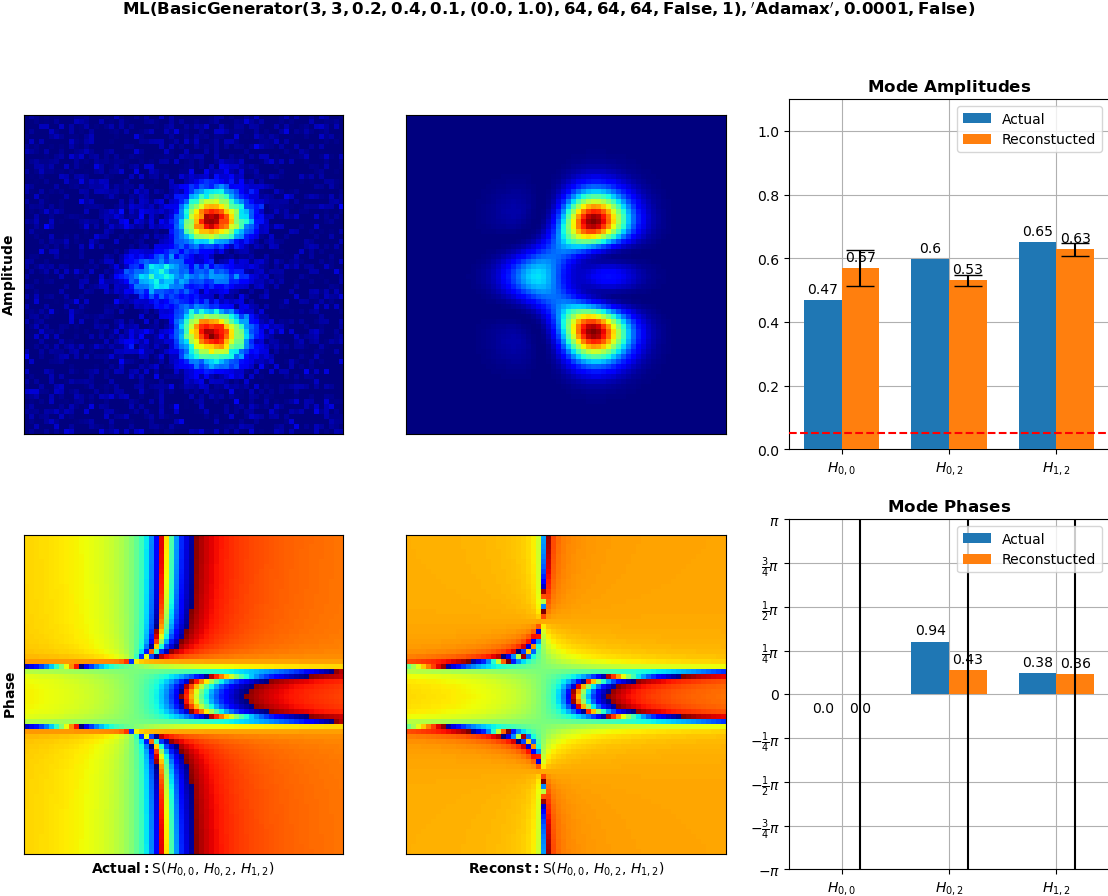 ML(BasicGenerator(3, 3, 0.2, 0.4, 0.1, (0.0, 1.0), 64, 64, 64, False, 1), ′Adamax′, 0.0001, False)
Amplitude
Mode Amplitudes
Actual
Reconstucted
1.0
0.8
0.6
0.4
0.2
0.0
0.47
0.57
0.6
0.53
0.65
0.63
H0,0
H0,2
H1,2
Phase
Actual: S(H0,0, H0,2, H1,2)
Reconst: S(H0,0, H0,2, H1,2)
Mode Phases
Actual
Reconstucted
π
3/4π
1/2π
1/4π
0
−1/4π
−1/2π
−3/4π
−π
0.0
0.0
0.94
0.43
0.38
0.36
H0,0
H0,2
H1,2